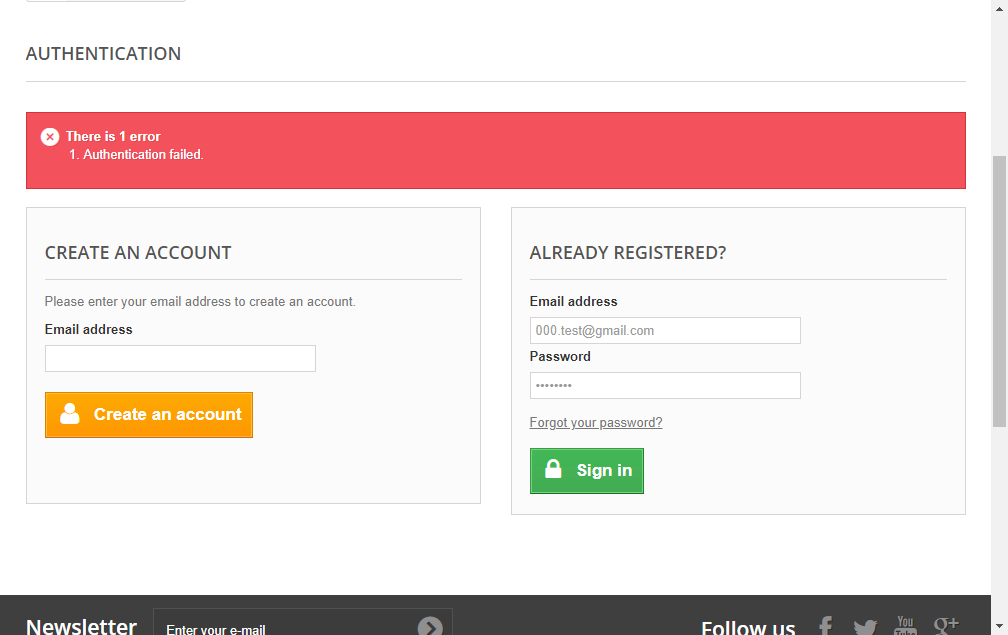 AUTHENTICATION
There is 1 error
1. Authentication failed.
CREATE AN ACCOUNT
Please enter your email address to create an account.
Email address
Create an account
ALREADY REGISTERED?
Email address
000.test@gmail.com
Password
••••••••
Forgot your password?
Sign in
Newsletter
Enter your e-mail
Follow us
f
You
Tube
g+